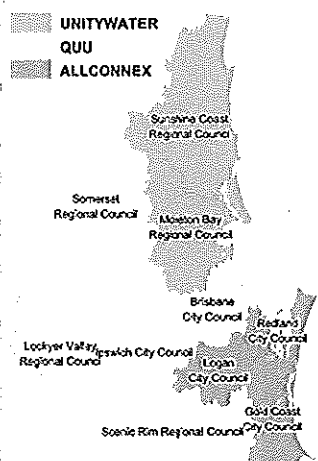 UNITYWATER
QUU
ALLCONNEX
Sunshine Coast
Regional Council
Somerset
Regional Council
Moreton Bay
Regional Council
Brisbane
City Council
Redland
City Council
Lockyer Valley
Regional Council
Ipswich City Council
Logan
City Council
Gold Coast
City Council
Scenic Rim Regional Council